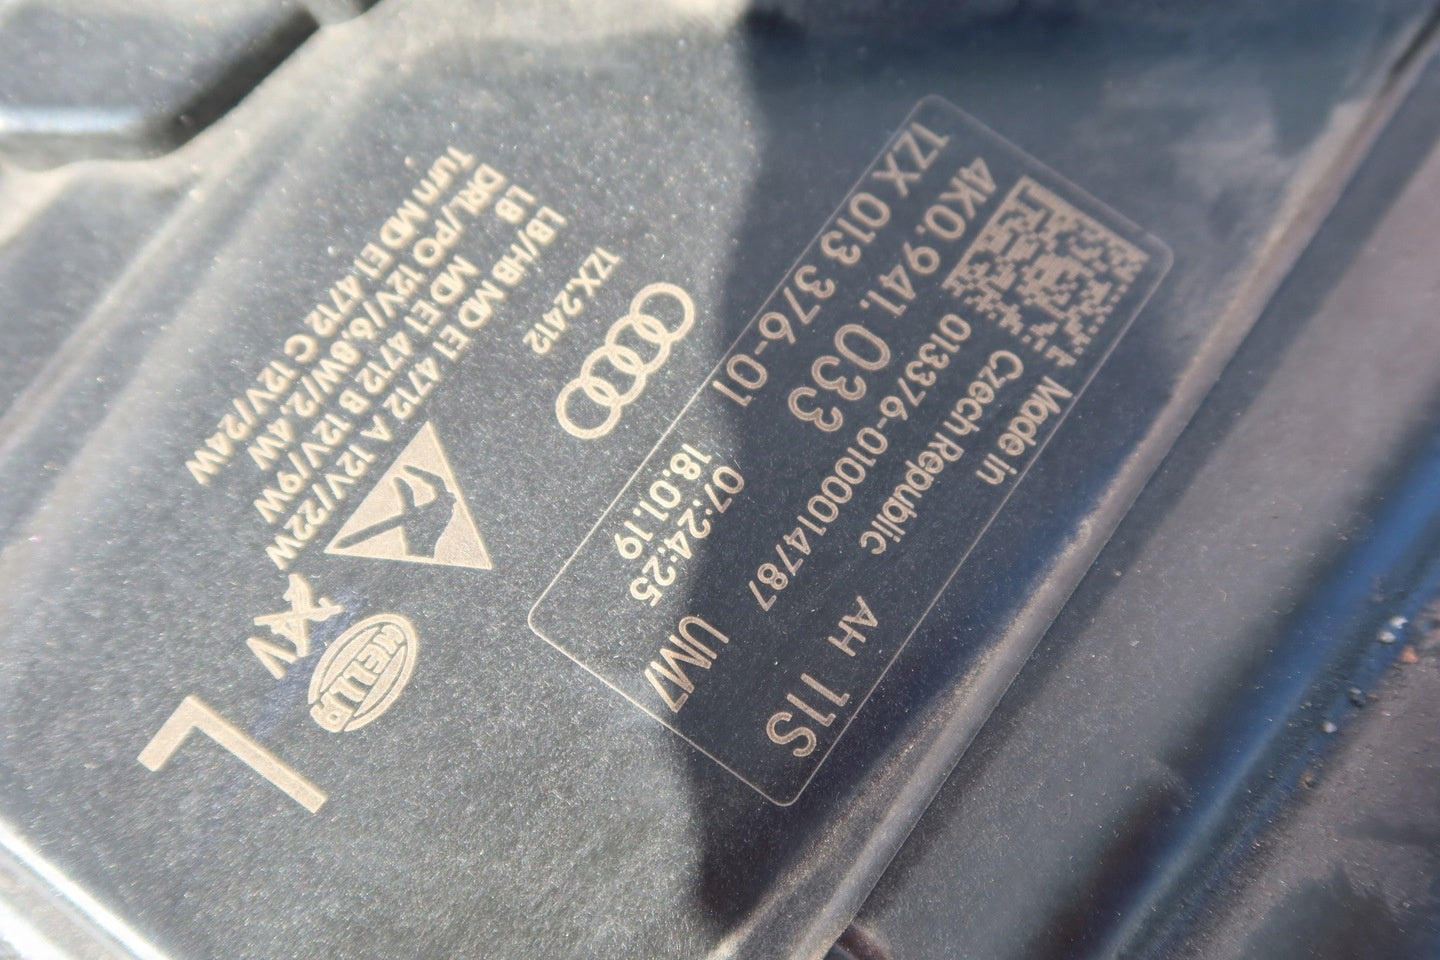 1ZX 013 376-01
4K0.941.033
013376-0100014787
Czech Republic
Made in
07:24:25
18.01.19
UM7
AH 11S
1ZX.2412
LB/HB MD E1 4712 A 12V/22W
LB MD E1 4712 B 12V/9W
DRL/PO 12V/6.8W/2.4W
Turn MD E1 4712 C 12V/24W
HELLA
L